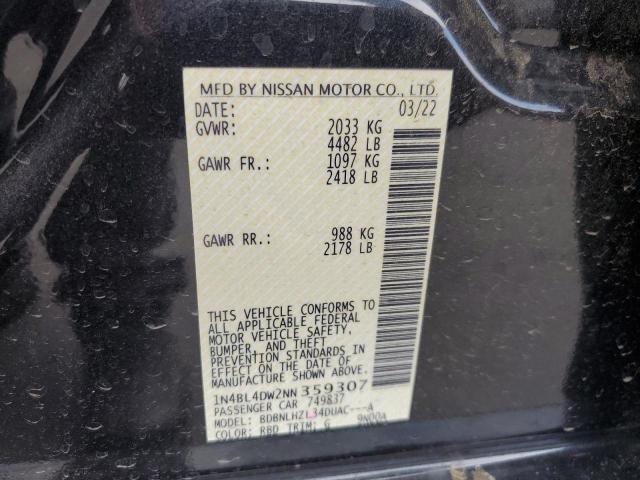 MFD BY NISSAN MOTOR CO., LTD.
DATE: 03/22
GVWR: 2033 KG
4482 LB
GAWR FR.: 1097 KG
2418 LB
GAWR RR.: 988 KG
2178 LB
THIS VEHICLE CONFORMS TO
ALL APPLICABLE FEDERAL
MOTOR VEHICLE SAFETY,
BUMPER, AND THEFT
PREVENTION STANDARDS IN
EFFECT ON THE DATE OF
MANUFACTURE SHOWN ABOVE.
1N4BL4DW2NN359307
PASSENGER CAR 749837
MODEL: BDBNLHZL34DUAC---A
COLOR: RBD TRIM: G